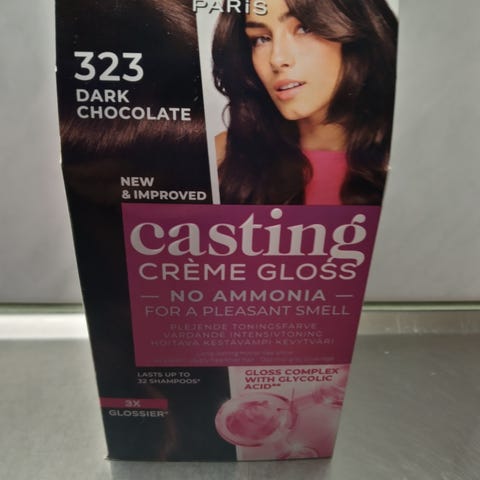 PARIS
323
DARK
CHOCOLATE
NEW
& IMPROVED
casting
CRÈME GLOSS
— NO AMMONIA —
FOR A PLEASANT SMELL
PLEJENDE TONINGSFARVE
VÅRDANDE INTENSIVTONING
HOITAVA KESTÄVÄMPI KEVYTVÄRI
LASTS UP TO
32 SHAMPOOS*
3X
GLOSSIER*
GLOSS COMPLEX
WITH GLYCOLIC
ACID**